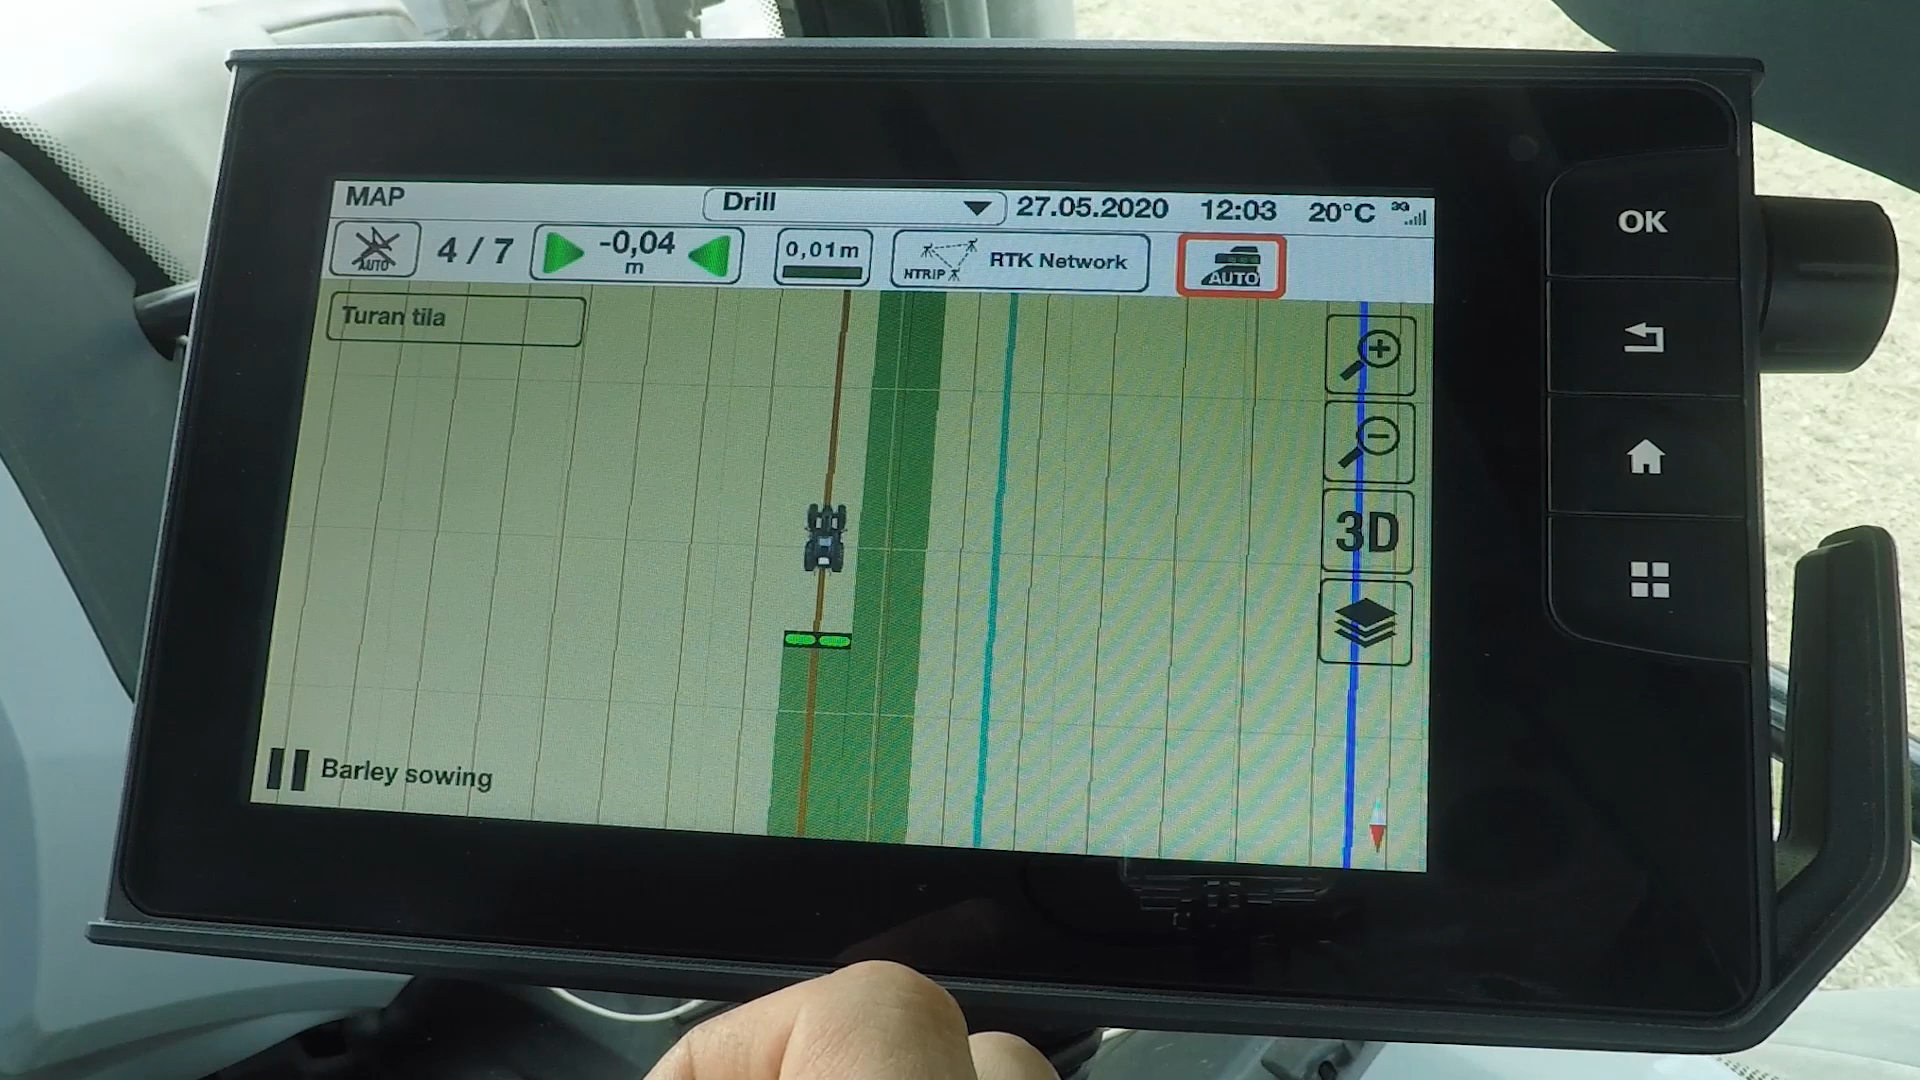 MAP
Drill
27.05.2020
12:03
20°C
3G
AUTO
4 / 7
-0,04
m
0,01m
NTRIP
RTK Network
AUTO
Turan tila
3D
Barley sowing
OK